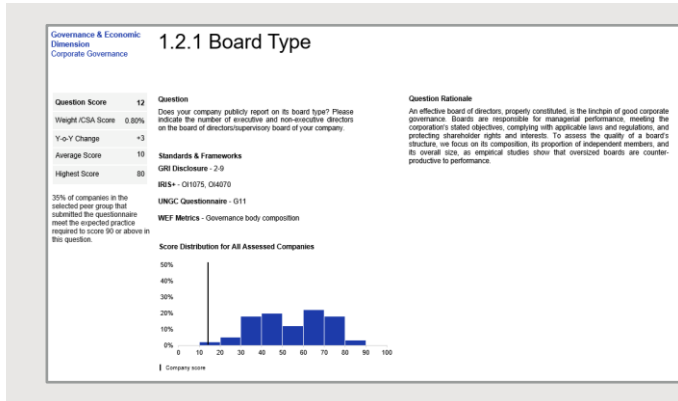 Governance & Economic
Dimension
Corporate Governance
1.2.1 Board Type
Question Score 12
Weight /CSA Score 0.80%
Y-o-Y Change +3
Average Score 10
Highest Score 80
35% of companies in the
selected peer group that
submitted the questionnaire
meet the expected practice
required to score 90 or above in
this question.
Question
Does your company publicly report on its board type? Please
indicate the number of executive and non-executive directors
on the board of directors/supervisory board of your company.
Standards & Frameworks
GRI Disclosure - 2-9
IRIS+ - OI1075, OI4070
UNGC Questionnaire - G11
WEF Metrics - Governance body composition
Score Distribution for All Assessed Companies
50%
40%
30%
20%
10%
0%
0 10 20 30 40 50 60 70 80 90 100
Company score
Question Rationale
An effective board of directors, properly constituted, is the linchpin of good corporate
governance. Boards are responsible for managerial performance, meeting the
corporation's stated objectives, complying with applicable laws and regulations, and
protecting shareholder rights and interests. To assess the quality of a board's
structure, we focus on its composition, its proportion of independent members, and
its overall size, as empirical studies show that oversized boards are counter-
productive to performance.